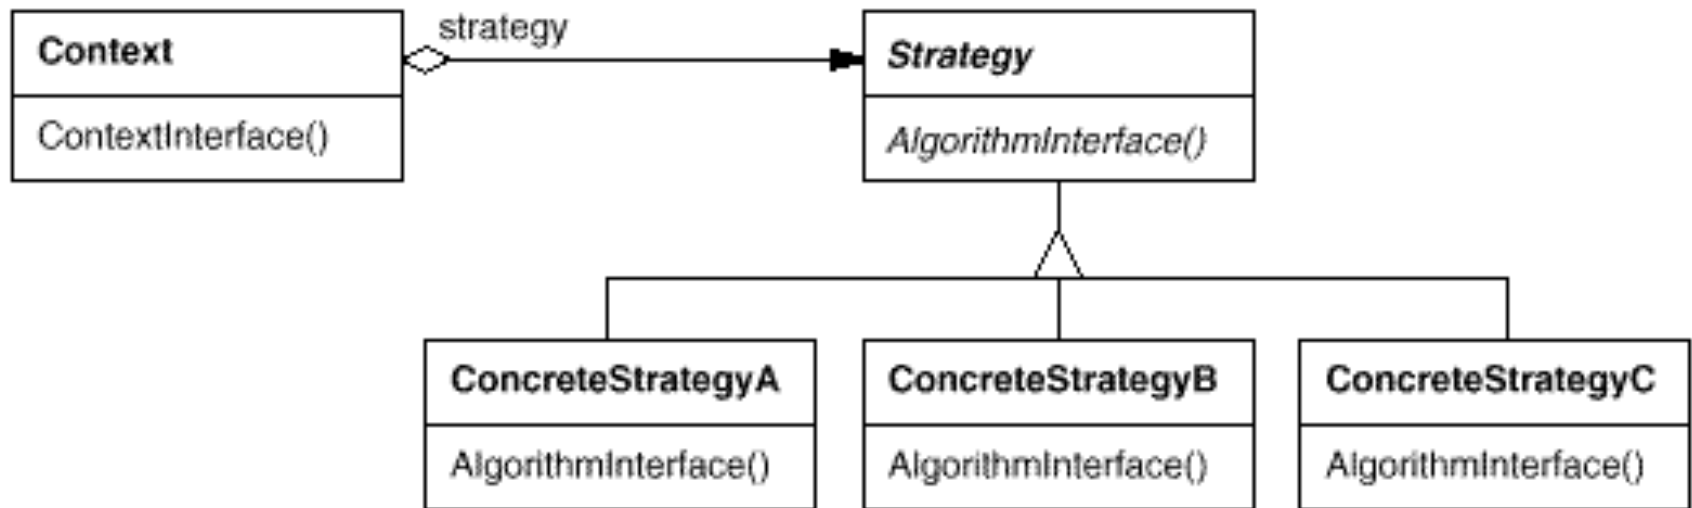 strategy
Context
Strategy
ContextInterface()
AlgorithmInterface()
ConcreteStrategyA
ConcreteStrategyB
ConcreteStrategyC
AlgorithmInterface()
AlgorithmInterface()
AlgorithmInterface()